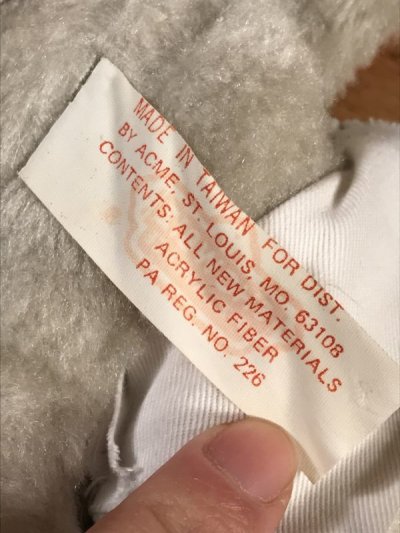 MADE IN TAIWAN FOR DIST.
BY ACME, ST. LOUIS, MO. 63108
CONTENTS: ALL NEW MATERIALS
ACRYLIC FIBER
PA REG. NO. 226